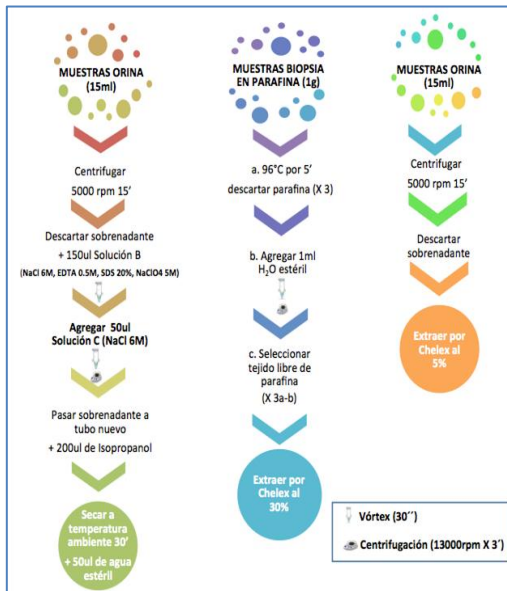 MUESTRAS ORINA
(15ml)
Centrifugar
5000 rpm 15’
Descartar sobrenadante
+ 150ul Solución B
(NaCl 6M, EDTA 0.5M, SDS 20%, NaClO4 5M)
Agregar 50ul
Solución C (NaCl 6M)
Pasar sobrenadante a
tubo nuevo
+ 200ul de Isopropanol
Secar a
temperatura
ambiente 30’
+ 50ul de agua
estéril
MUESTRAS BIOPSIA
EN PARAFINA (1g)
a. 96°C por 5’
descartar parafina (X 3)
b. Agregar 1ml
H2O estéril
c. Seleccionar
tejido libre de
parafina
(X 3a-b)
Extraer por
Chelex al
30%
MUESTRAS ORINA
(15ml)
Centrifugar
5000 rpm 15’
Descartar
sobrenadante
Extraer por
Chelex al
5%
Vórtex (30´´)
Centrifugación (13000rpm X 3´)